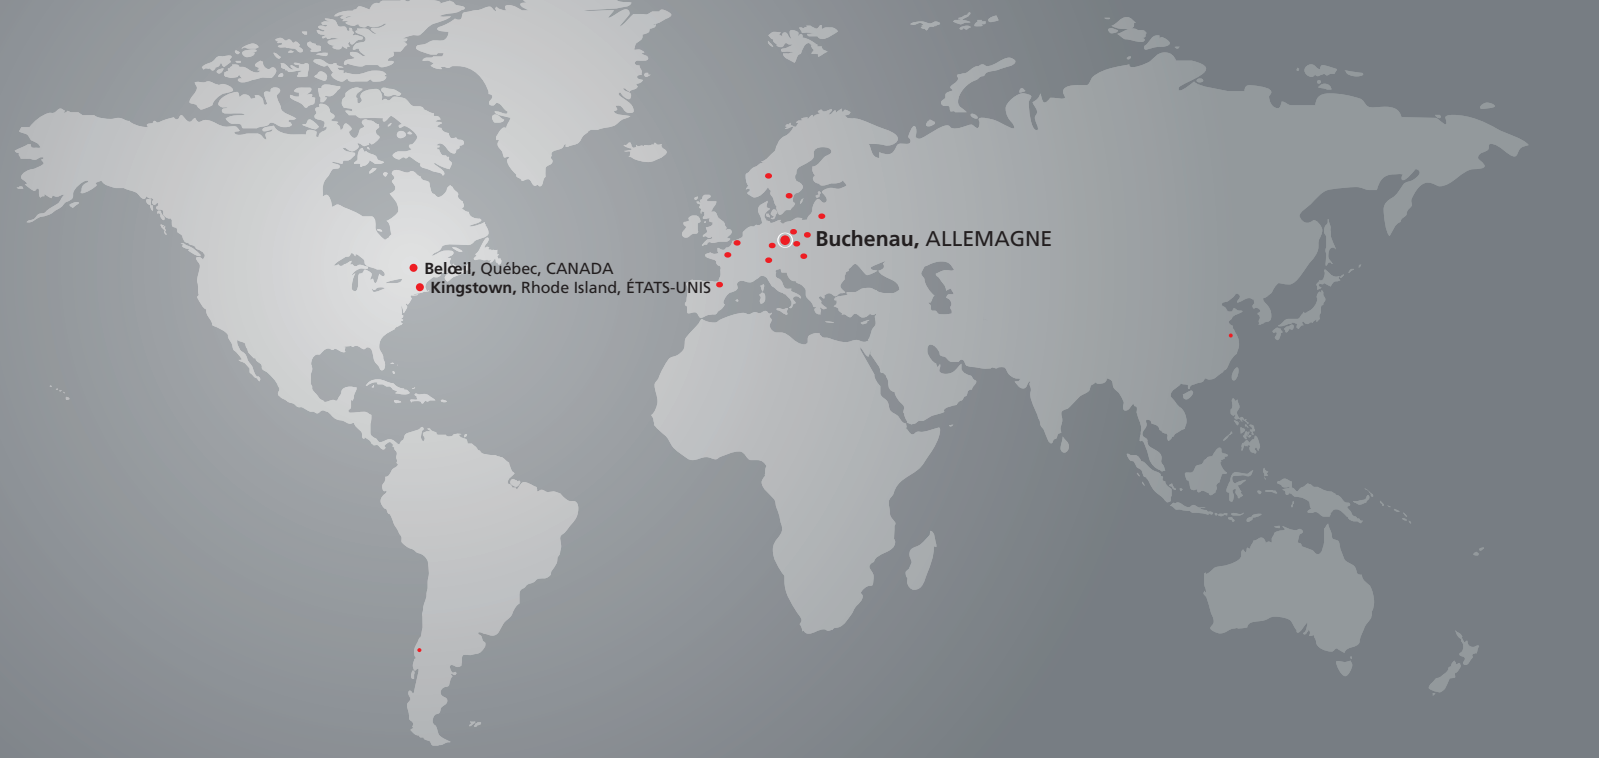 Buchenau, ALLEMAGNE
Belœil, Québec, CANADA
Kingstown, Rhode Island, ÉTATS-UNIS